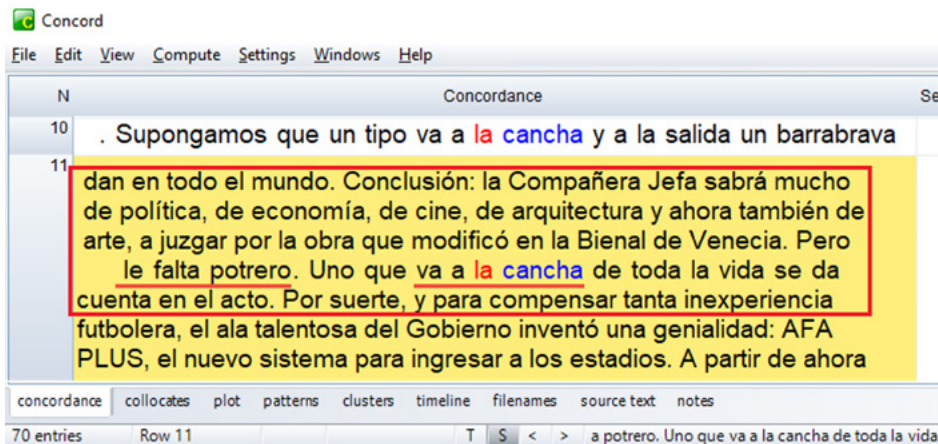 Concord
File Edit View Compute Settings Windows Help
N Concordance Se
10 . Supongamos que un tipo va a la cancha y a la salida un barrabrava
11 dan en todo el mundo. Conclusión: la Compañera Jefa sabrá mucho
de política, de economía, de cine, de arquitectura y ahora también de
arte, a juzgar por la obra que modificó en la Bienal de Venecia. Pero
le falta potrero. Uno que va a la cancha de toda la vida se da
cuenta en el acto. Por suerte, y para compensar tanta inexperiencia
futbolera, el ala talentosa del Gobierno inventó una genialidad: AFA
PLUS, el nuevo sistema para ingresar a los estadios. A partir de ahora
concordance collocates plot patterns clusters timeline filenames source text notes
70 entries Row 11 T S < > a potrero. Uno que va a la cancha de toda la vida